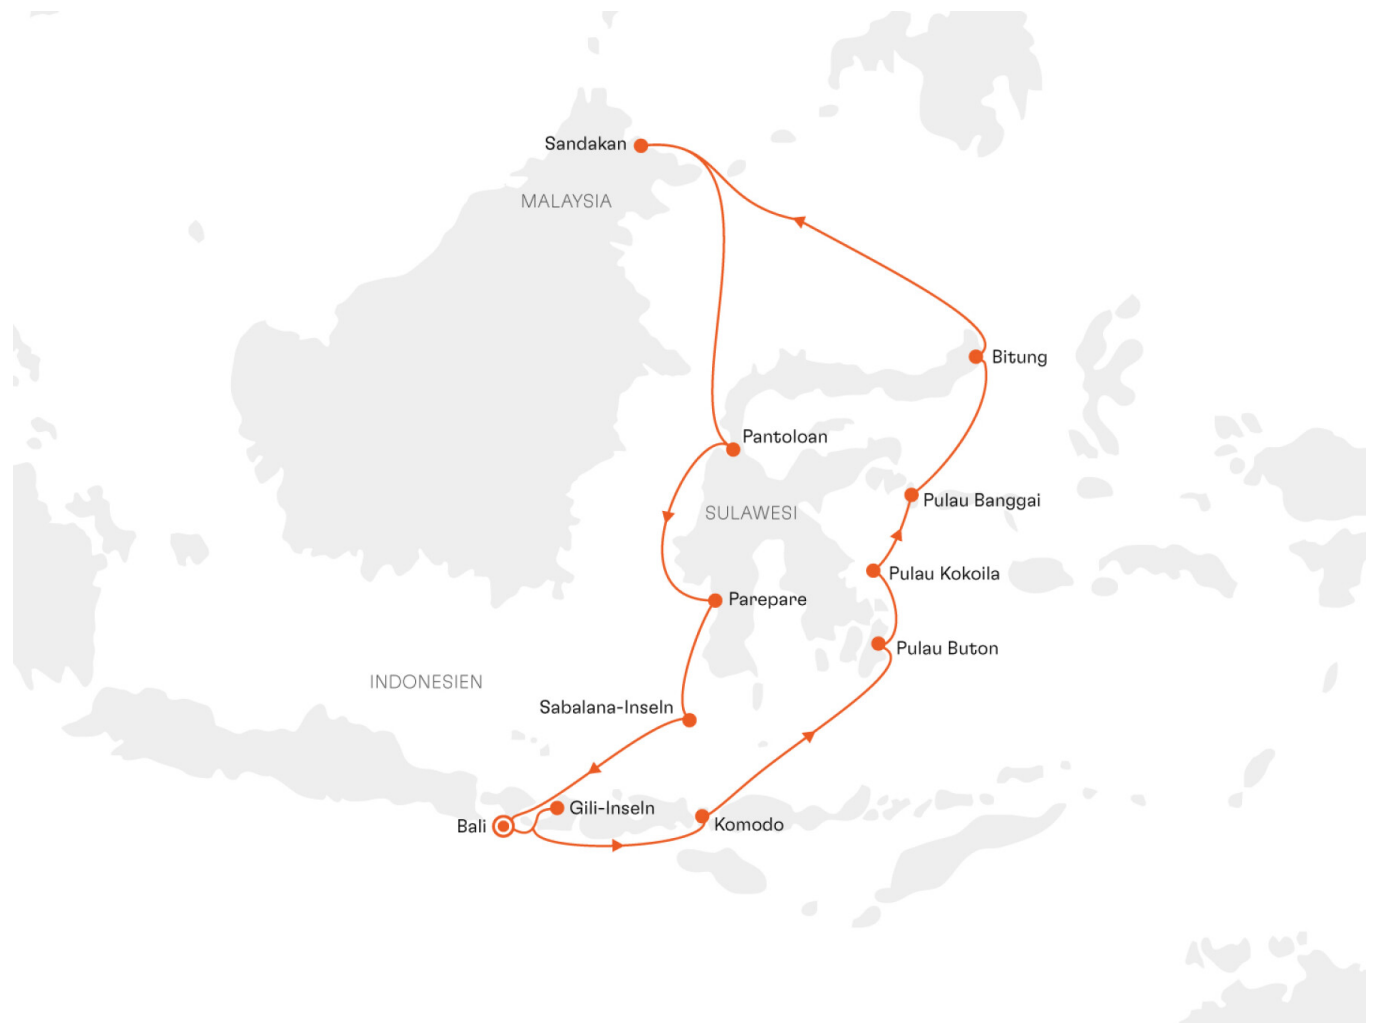 Sandakan
MALAYSIA
Bitung
Pantoloan
Pulau Banggai
SULAWESI
Pulau Kokoila
Parepare
Pulau Buton
INDONESIEN
Sabalana-Inseln
Gili-Inseln
Bali
Komodo